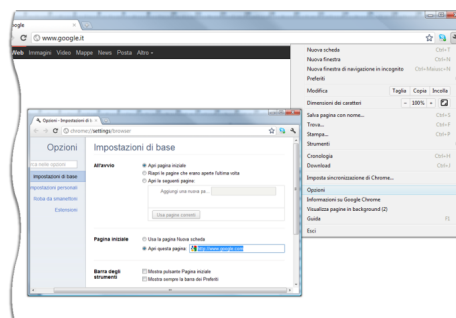 oogle
www.google.it
Web Immagini Video Mappe News Posta Altro
Nuova scheda Ctrl+T
Nuova finestra Ctrl+N
Nuova finestra di navigazione in incognito Ctrl+Maiusc+N
Preferiti
Modifica Taglia Copia Incolla
Dimensioni dei caratteri - 100% +
Salva pagina con nome... Ctrl+S
Trova... Ctrl+F
Stampa... Ctrl+P
Strumenti
Cronologia Ctrl+H
Download Ctrl+J
Imposta sincronizzazione di Chrome...
Opzioni
Informazioni su Google Chrome
Visualizza pagine in background (2)
Guida F1
Esci
Opzioni - Impostazioni di b
chrome://settings/browser
Opzioni
Impostazioni di base
Impostazioni di base
Impostazioni personali
Roba da smanettoni
Estensioni
All'avvio
Apri pagina iniziale
Riapri le pagine che erano aperte l'ultima volta
Apri le seguenti pagine:
Aggiungi una nuova pa...
Usa pagine correnti
Pagina iniziale
Usa la pagina Nuova scheda
Apri questa pagina: http://www.google.com/
Barra degli strumenti
Mostra pulsante Pagina iniziale
Mostra sempre la barra dei Preferiti